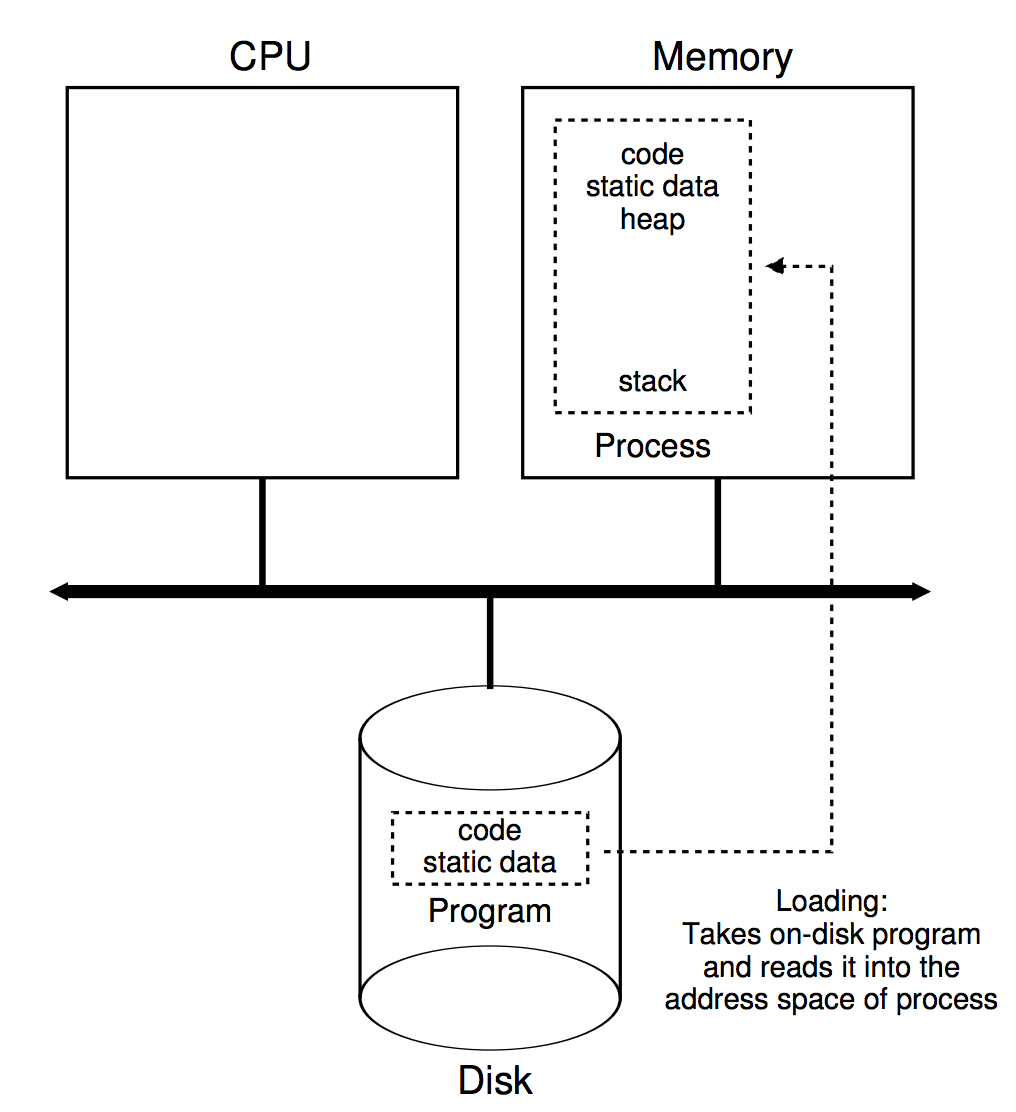 CPU
Memory
code
static data
heap
stack
Process
code
static data
Program
Loading:
Takes on-disk program
and reads it into the
address space of process
Disk